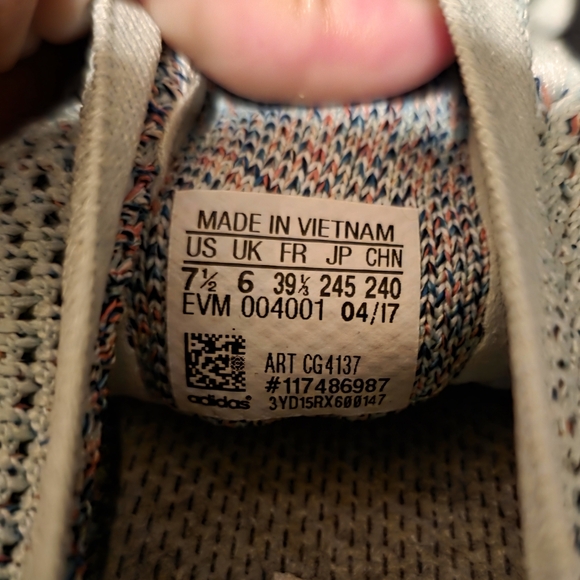 MADE IN VIETNAM
US UK FR JP CHN
7½ 6 39⅓ 245 240
EVM 004001 04/17
ART CG4137
#117486987
adidas® 3YD15RX600147